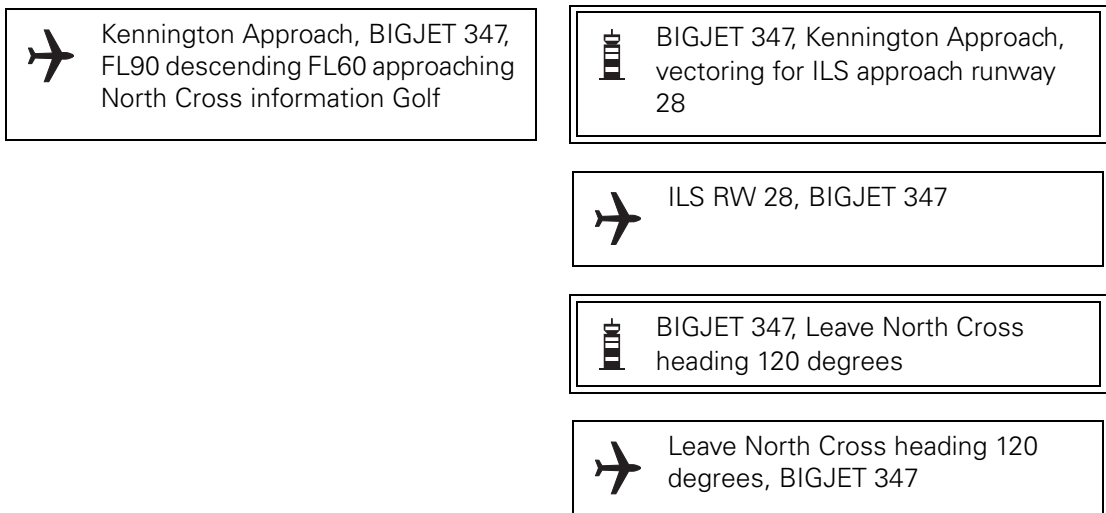 Kennington Approach, BIGJET 347,
FL90 descending FL60 approaching
North Cross information Golf
BIGJET 347, Kennington Approach,
vectoring for ILS approach runway
28
ILS RW 28, BIGJET 347
BIGJET 347, Leave North Cross
heading 120 degrees
Leave North Cross heading 120
degrees, BIGJET 347